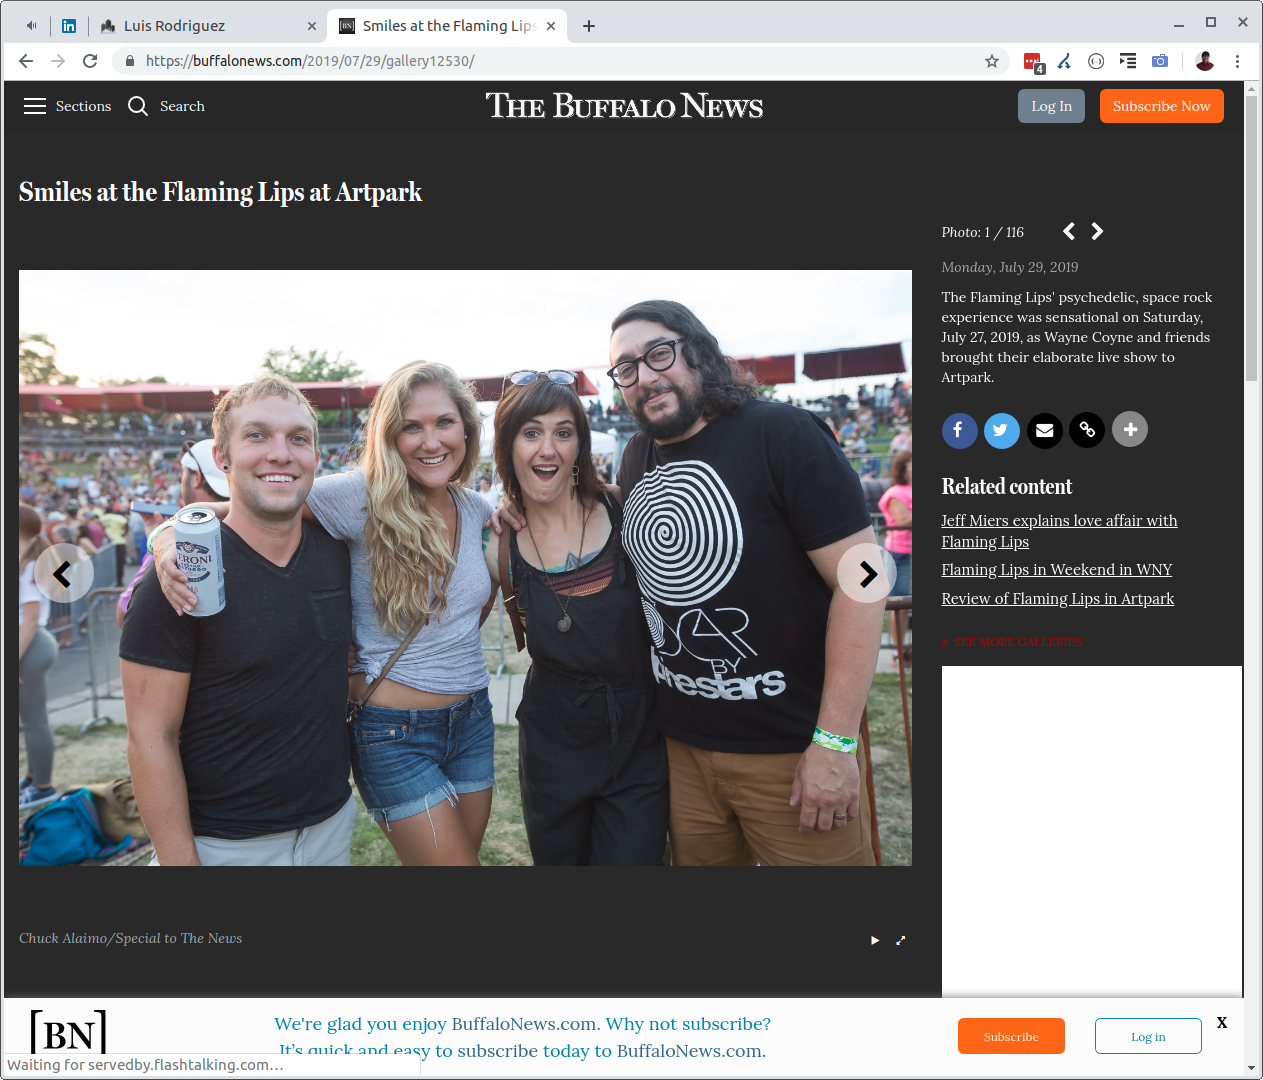 Luis Rodriguez
Smiles at the Flaming Lips
https://buffalonews.com/2019/07/29/gallery12530/
4
Sections
Search
THE BUFFALO NEWS
Log In
Subscribe Now
Smiles at the Flaming Lips at Artpark
Photo: 1 / 116
Monday, July 29, 2019
The Flaming Lips' psychedelic, space rock
experience was sensational on Saturday,
July 27, 2019, as Wayne Coyne and friends
brought their elaborate live show to
Artpark.
Related content
Jeff Miers explains love affair with
Flaming Lips
Flaming Lips in Weekend in WNY
Review of Flaming Lips in Artpark
» SEE MORE GALLERIES
ERONI
BY
Chuck Alaimo/Special to The News
[BN]
We're glad you enjoy BuffaloNews.com. Why not subscribe?
It's quick and easy to subscribe today to BuffaloNews.com.
Subscribe
Log in
X
Waiting for servedby.flashtalking.com...